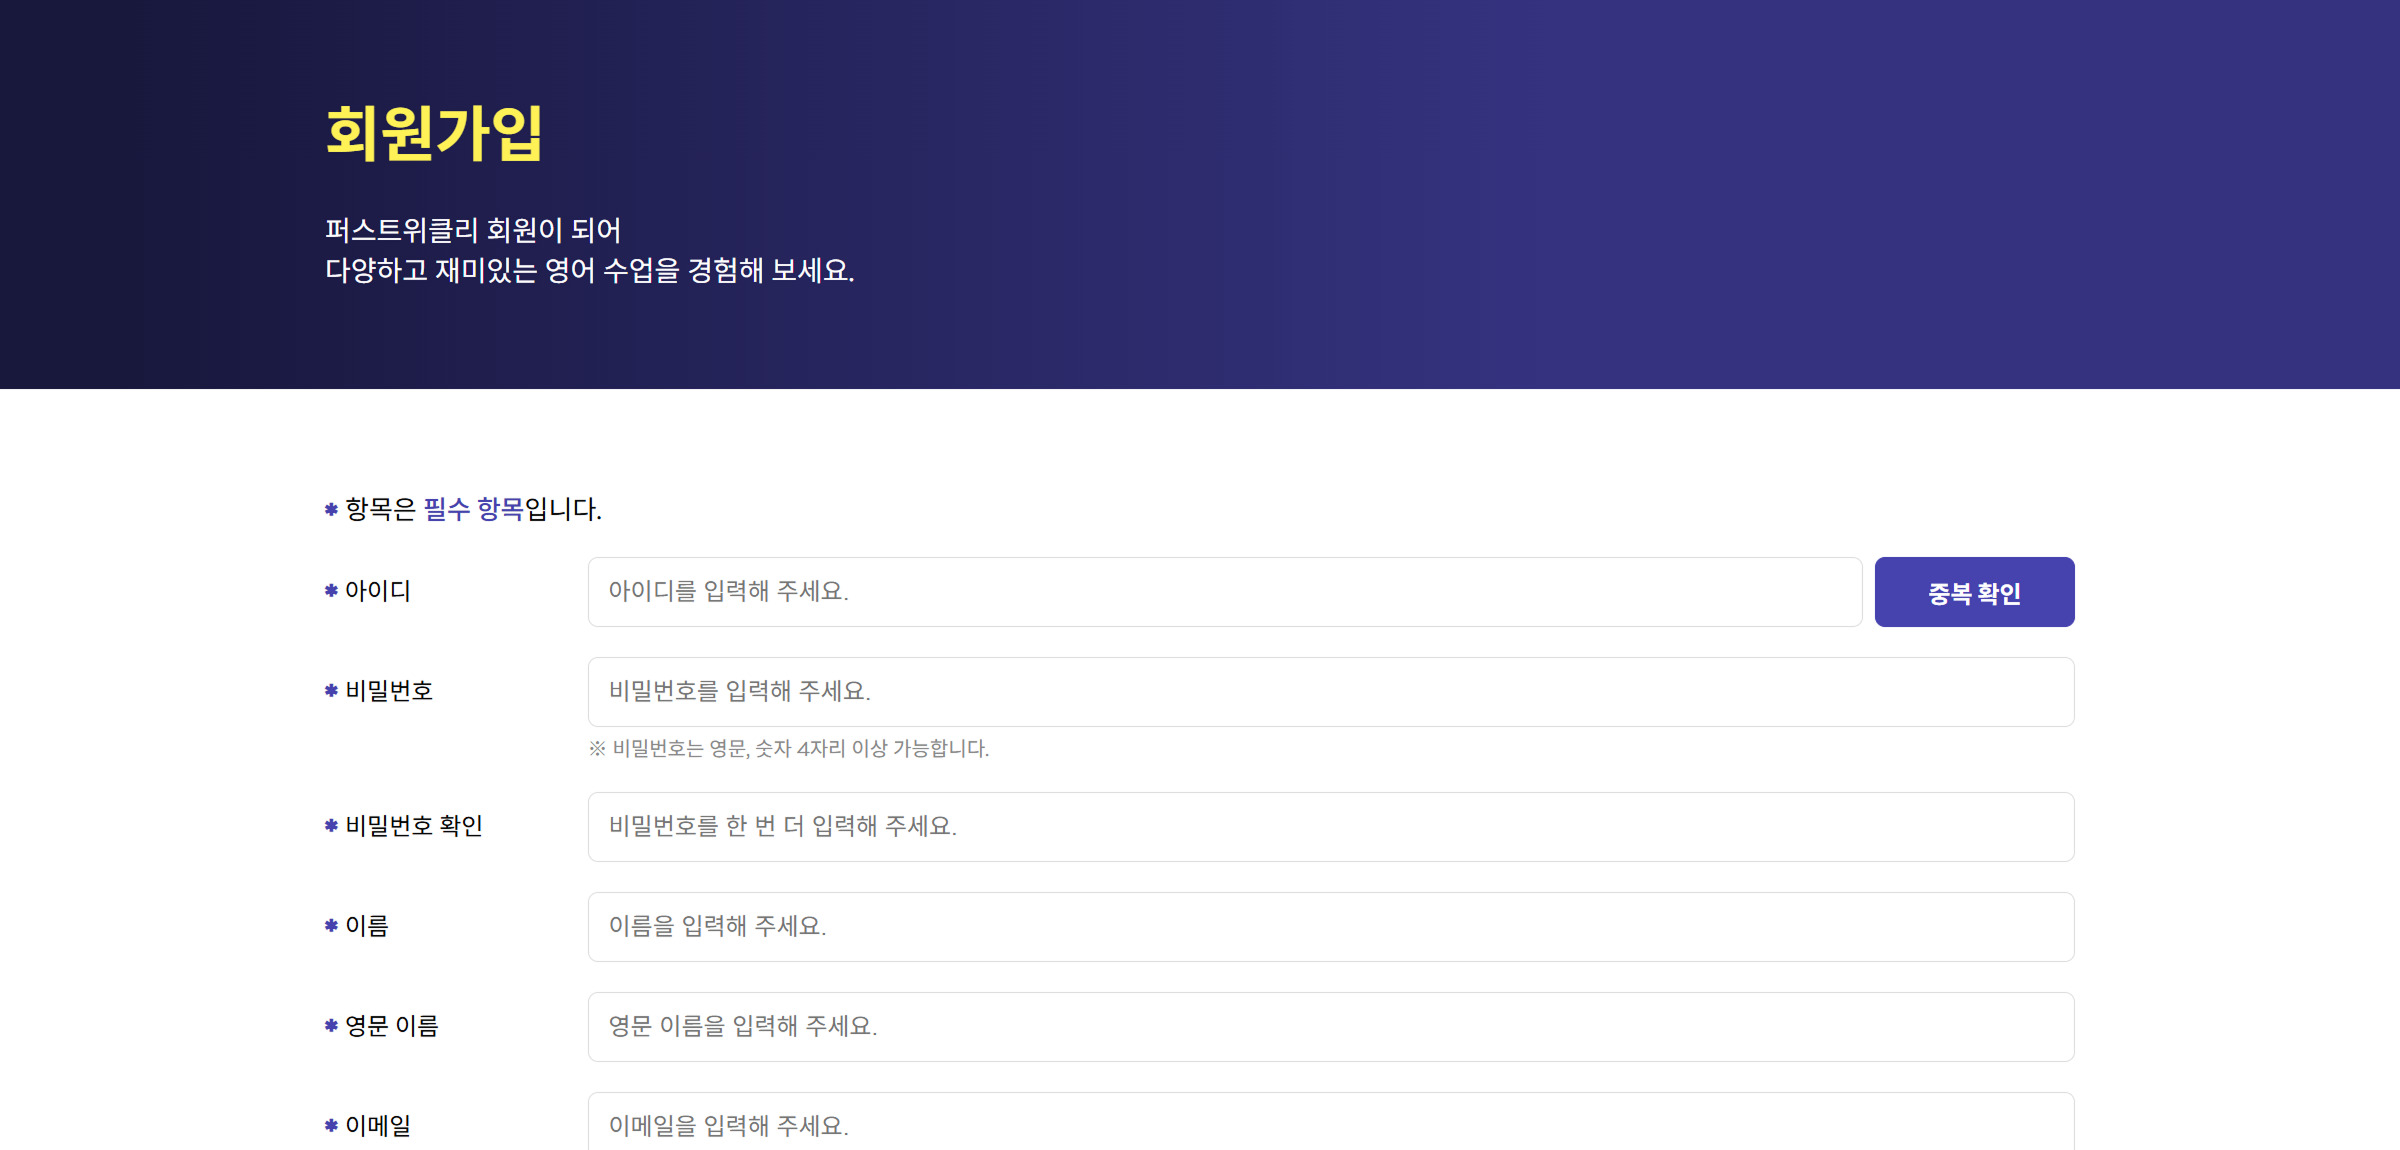 회원가입
퍼스트위클리 회원이 되어
다양하고 재미있는 영어 수업을 경험해 보세요.
✱ 항목은 필수 항목입니다.
✱ 아이디
아이디를 입력해 주세요.
중복 확인
✱ 비밀번호
비밀번호를 입력해 주세요.
※ 비밀번호는 영문, 숫자 4자리 이상 가능합니다.
✱ 비밀번호 확인
비밀번호를 한 번 더 입력해 주세요.
✱ 이름
이름을 입력해 주세요.
✱ 영문 이름
영문 이름을 입력해 주세요.
✱ 이메일
이메일을 입력해 주세요.